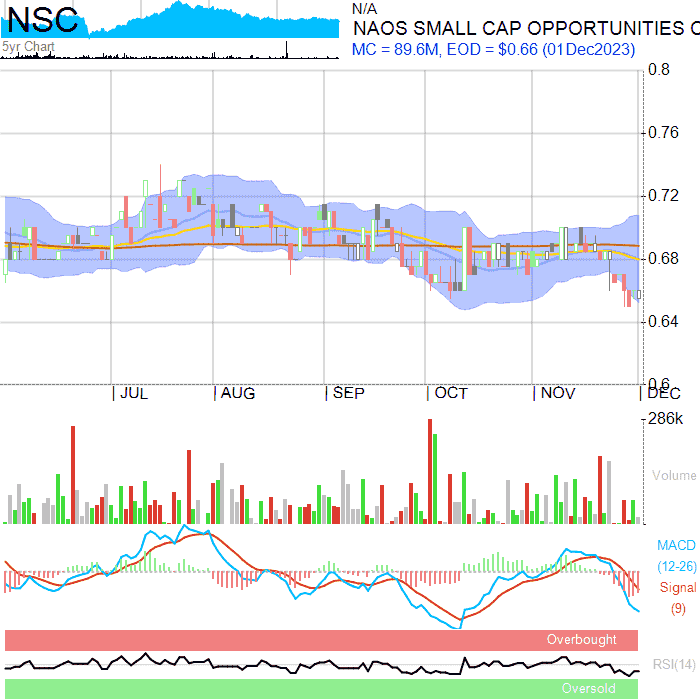 NSC
N/A
NAOS SMALL CAP OPPORTUNITIES C
5yr Chart
MC = 89.6M, EOD = $0.66 (01Dec2023)
0.8
0.76
0.72
0.68
0.64
0.6
| JUL | AUG | SEP | OCT | NOV | DEC
286k
Volume
MACD
(12-26)
Signal
(9)
Overbought
RSI(14)
Oversold